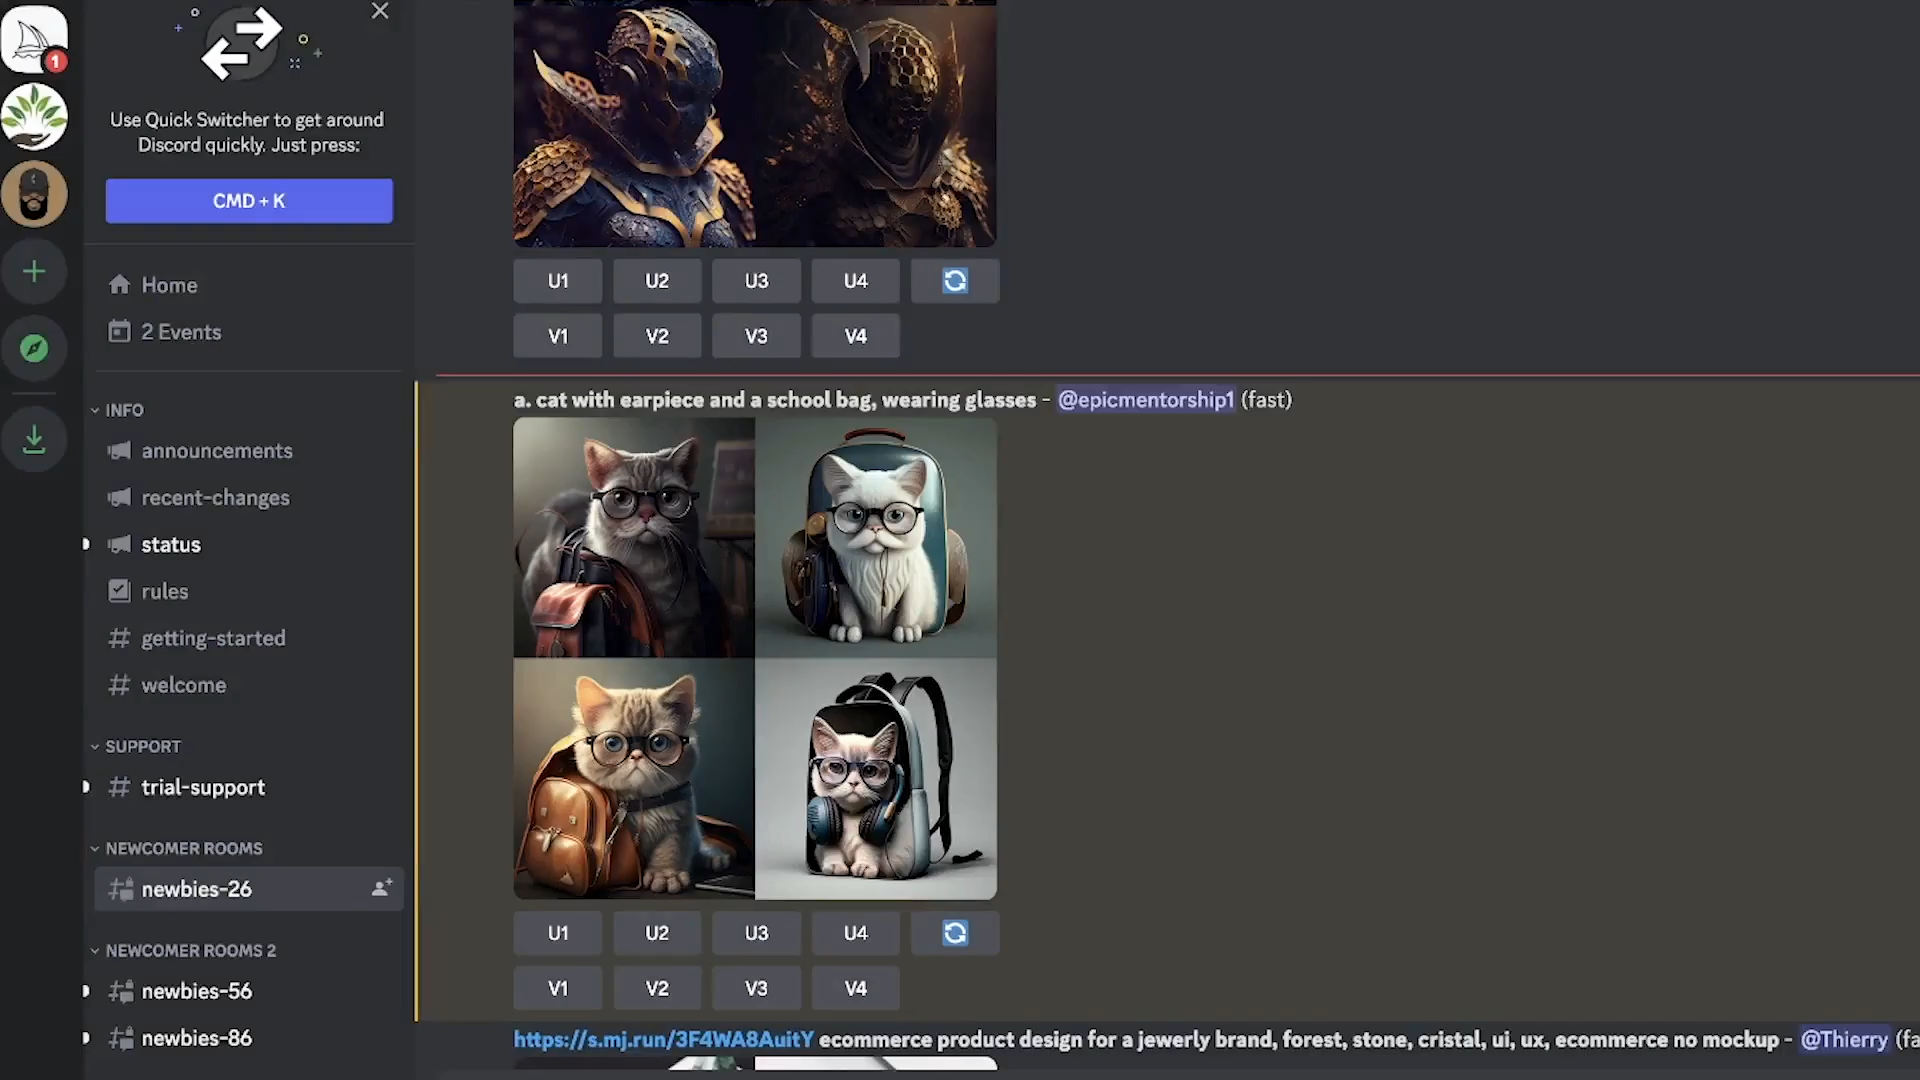 1
Use Quick Switcher to get around
Discord quickly. Just press:
CMD + K
Home
2 Events
INFO
announcements
recent-changes
status
rules
getting-started
welcome
SUPPORT
trial-support
NEWCOMER ROOMS
newbies-26
NEWCOMER ROOMS 2
newbies-56
newbies-86
U1 U2 U3 U4
V1 V2 V3 V4
a. cat with earpiece and a school bag, wearing glasses - @epicmentorship1 (fast)
U1 U2 U3 U4
V1 V2 V3 V4
https://s.mj.run/3F4WA8AuitY ecommerce product design for a jewerly brand, forest, stone, cristal, ui, ux, ecommerce no mockup - @Thierry (fa